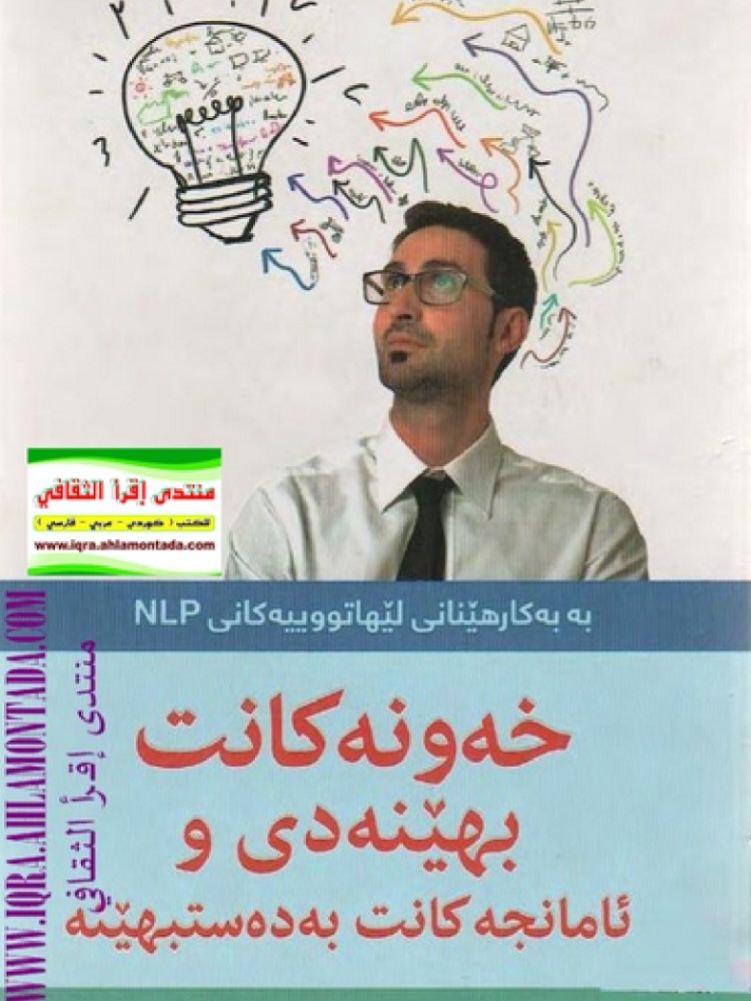 منتدى إقرأ الثقافي
للكتب ( كوردي - عربي - فارسي )
www.iqra.ahlamontada.com
بە بەکارهێنانی لێهاتووییەکانی NLP
خەونەکانت
بهێنەدی و
ئامانجەکانت بەدەستبهێنە
WWW.IQRA.AHLAMONTADA.COM
منتدى إقرأ الثقافي